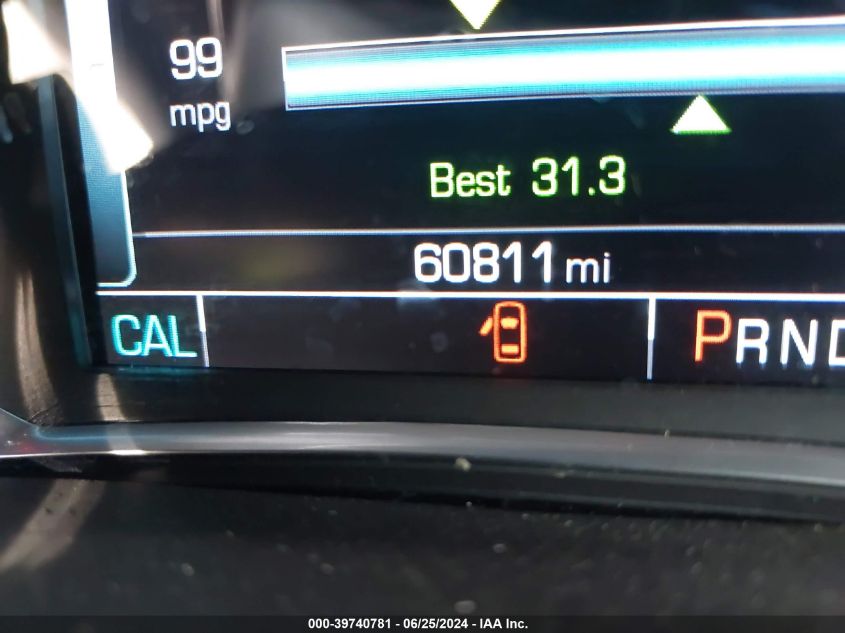 99
mpg
Best 31.3
60811 mi
CAL
PRND
000-39740781 - 06/25/2024 - IAA Inc.